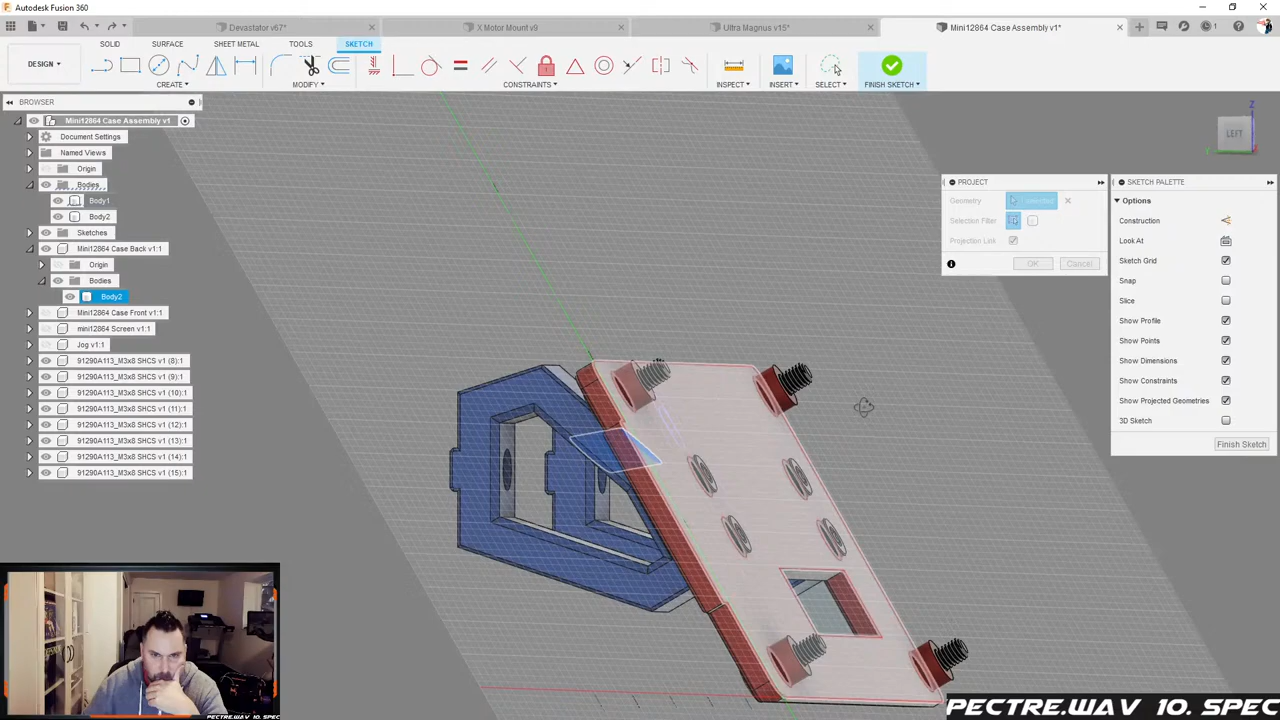 Autodesk Fusion 360
Devastator v67*
X Motor Mount v9
Ultra Magnus v15*
Mini12864 Case Assembly v1*
1
SOLID
SURFACE
SHEET METAL
TOOLS
SKETCH
DESIGN
CREATE
MODIFY
CONSTRAINTS
INSPECT
INSERT
SELECT
FINISH SKETCH
BROWSER
Mini12864 Case Assembly v1
Document Settings
Named Views
Origin
Bodies
Body1
Body2
Sketches
Mini12864 Case Back v1:1
Origin
Bodies
Body2
Mini12864 Case Front v1:1
mini12864 Screen v1:1
Jog v1:1
91290A113_M3x8 SHCS v1 (8):1
91290A113_M3x8 SHCS v1 (9):1
91290A113_M3x8 SHCS v1 (10):1
91290A113_M3x8 SHCS v1 (11):1
91290A113_M3x8 SHCS v1 (12):1
91290A113_M3x8 SHCS v1 (13):1
91290A113_M3x8 SHCS v1 (14):1
91290A113_M3x8 SHCS v1 (15):1
Z
LEFT
PROJECT
Geometry
Selection Filter
Projection Link
OK
Cancel
SKETCH PALETTE
Options
Construction
Look At
Sketch Grid
Snap
Slice
Show Profile
Show Points
Show Dimensions
Show Constraints
Show Projected Geometries
3D Sketch
Finish Sketch
PECTRE.WAV 10. SPEC
PECTRE.WAV 10. SPEC